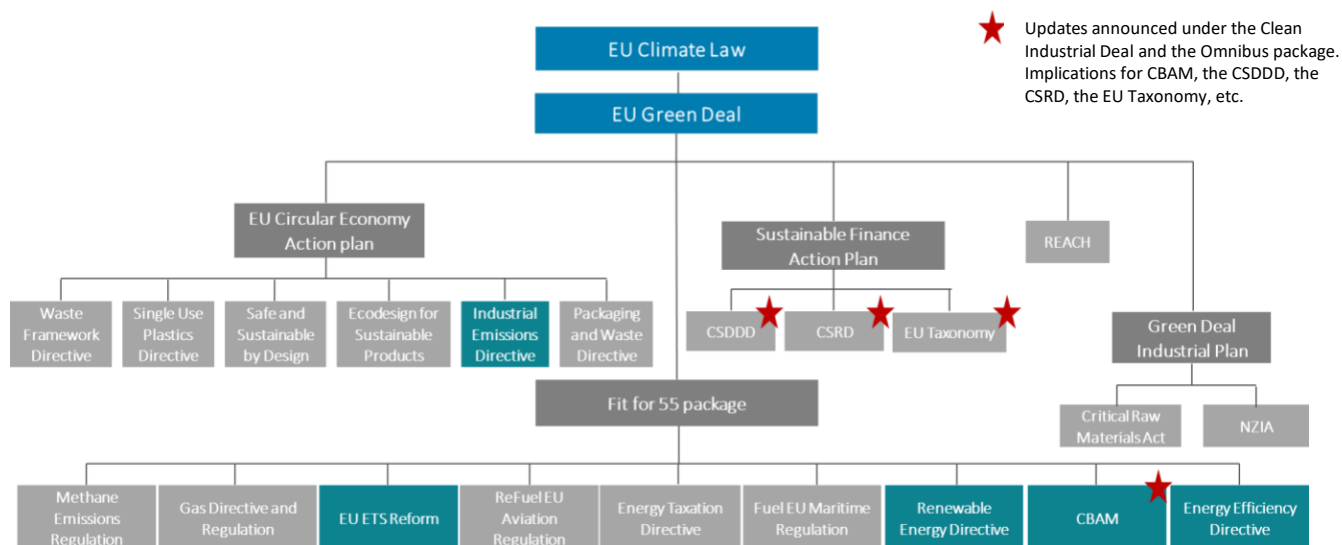 EU Climate Law
Updates announced under the Clean
Industrial Deal and the Omnibus package.
Implications for CBAM, the CSDDD, the
CSRD, the EU Taxonomy, etc.
EU Green Deal
EU Circular Economy
Action plan
Sustainable Finance
Action Plan
REACH
Waste
Framework
Directive
Single Use
Plastics
Directive
Safe and
Sustainable
by Design
Ecodesign for
Sustainable
Products
Industrial
Emissions
Directive
Packaging
and Waste
Directive
CSDDD
CSRD
EU Taxonomy
Green Deal
Industrial Plan
Fit for 55 package
Critical Raw
Materials Act
NZIA
Methane
Emissions
Regulation
Gas Directive and
Regulation
EU ETS Reform
ReFuel EU
Aviation
Regulation
Energy Taxation
Directive
Fuel EU Maritime
Regulation
Renewable
Energy Directive
CBAM
Energy Efficiency
Directive